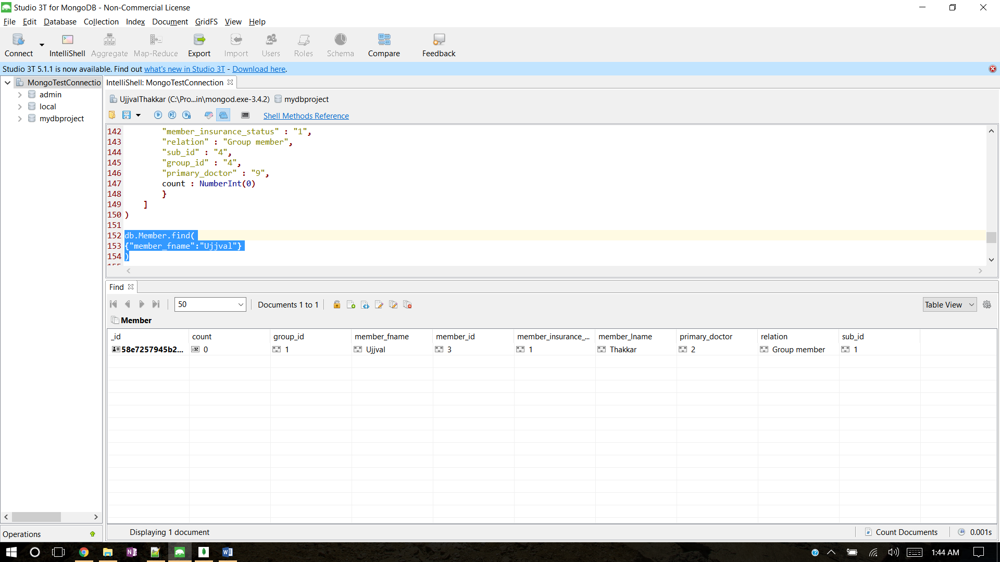 Studio 3T for MongoDB - Non-Commercial License
File Edit Database Collection Index Document GridFS View Help
Connect IntelliShell Aggregate Map-Reduce Export Import Users Roles Schema Compare Feedback
Studio 3T 5.1.1 is now available. Find out what's new in Studio 3T - Download here.
MongoTestConnectio
admin
local
mydbproject
IntelliShell: MongoTestConnection
UjjvalThakkar (C:\Pro...in\mongod.exe-3.4.2) mydbproject
Shell Methods Reference
142 "member_insurance_status" : "1",
143 "relation" : "Group member",
144 "sub_id" : "4",
145 "group_id" : "4",
146 "primary_doctor" : "9",
147 count : NumberInt(0)
148 }
149 ]
150 )
151
152 db.Member.find(
153 {"member_fname":"Ujjval"}
154 )
Find
50 Documents 1 to 1 Table View
Member
_id count group_id member_fname member_id member_insurance_... member_lname primary_doctor relation sub_id
58e7257945b2... 0 1 Ujjval 3 1 Thakkar 2 Group member 1
Operations
Displaying 1 document Count Documents 0.001s
1:44 AM